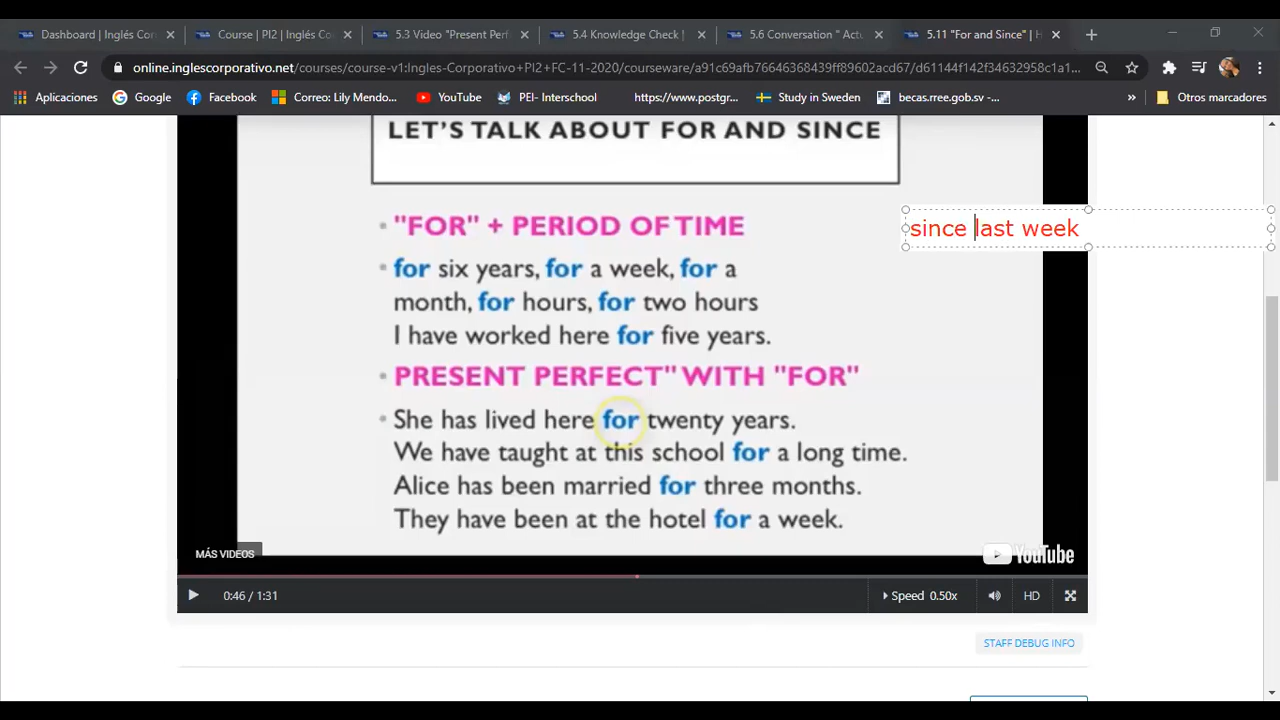 Dashboard | Inglés Co
Course | PI2 | Inglés Co
5.3 Video "Present Perf
5.4 Knowledge Check |
5.6 Conversation " Actu
5.11 "For and Since" | H
online.inglescorporativo.net/courses/course-v1:Ingles-Corporativo+PI2+FC-11-2020/courseware/a91c69afb76646368439ff89602acd67/d61144f142f34632958c1a1...
Aplicaciones
Google
Facebook
Correo: Lily Mendo...
YouTube
PEI- Interschool
https://www.postgr...
Study in Sweden
becas.rree.gob.sv -...
»
Otros marcadores
LET'S TALK ABOUT FOR AND SINCE
"FOR" + PERIOD OF TIME
since last week
for six years, for a week, for a
month, for hours, for two hours
I have worked here for five years.
PRESENT PERFECT" WITH "FOR"
She has lived here for twenty years.
We have taught at this school for a long time.
Alice has been married for three months.
They have been at the hotel for a week.
MÁS VIDEOS
YouTube
0:46 / 1:31
Speed 0.50x
HD
STAFF DEBUG INFO